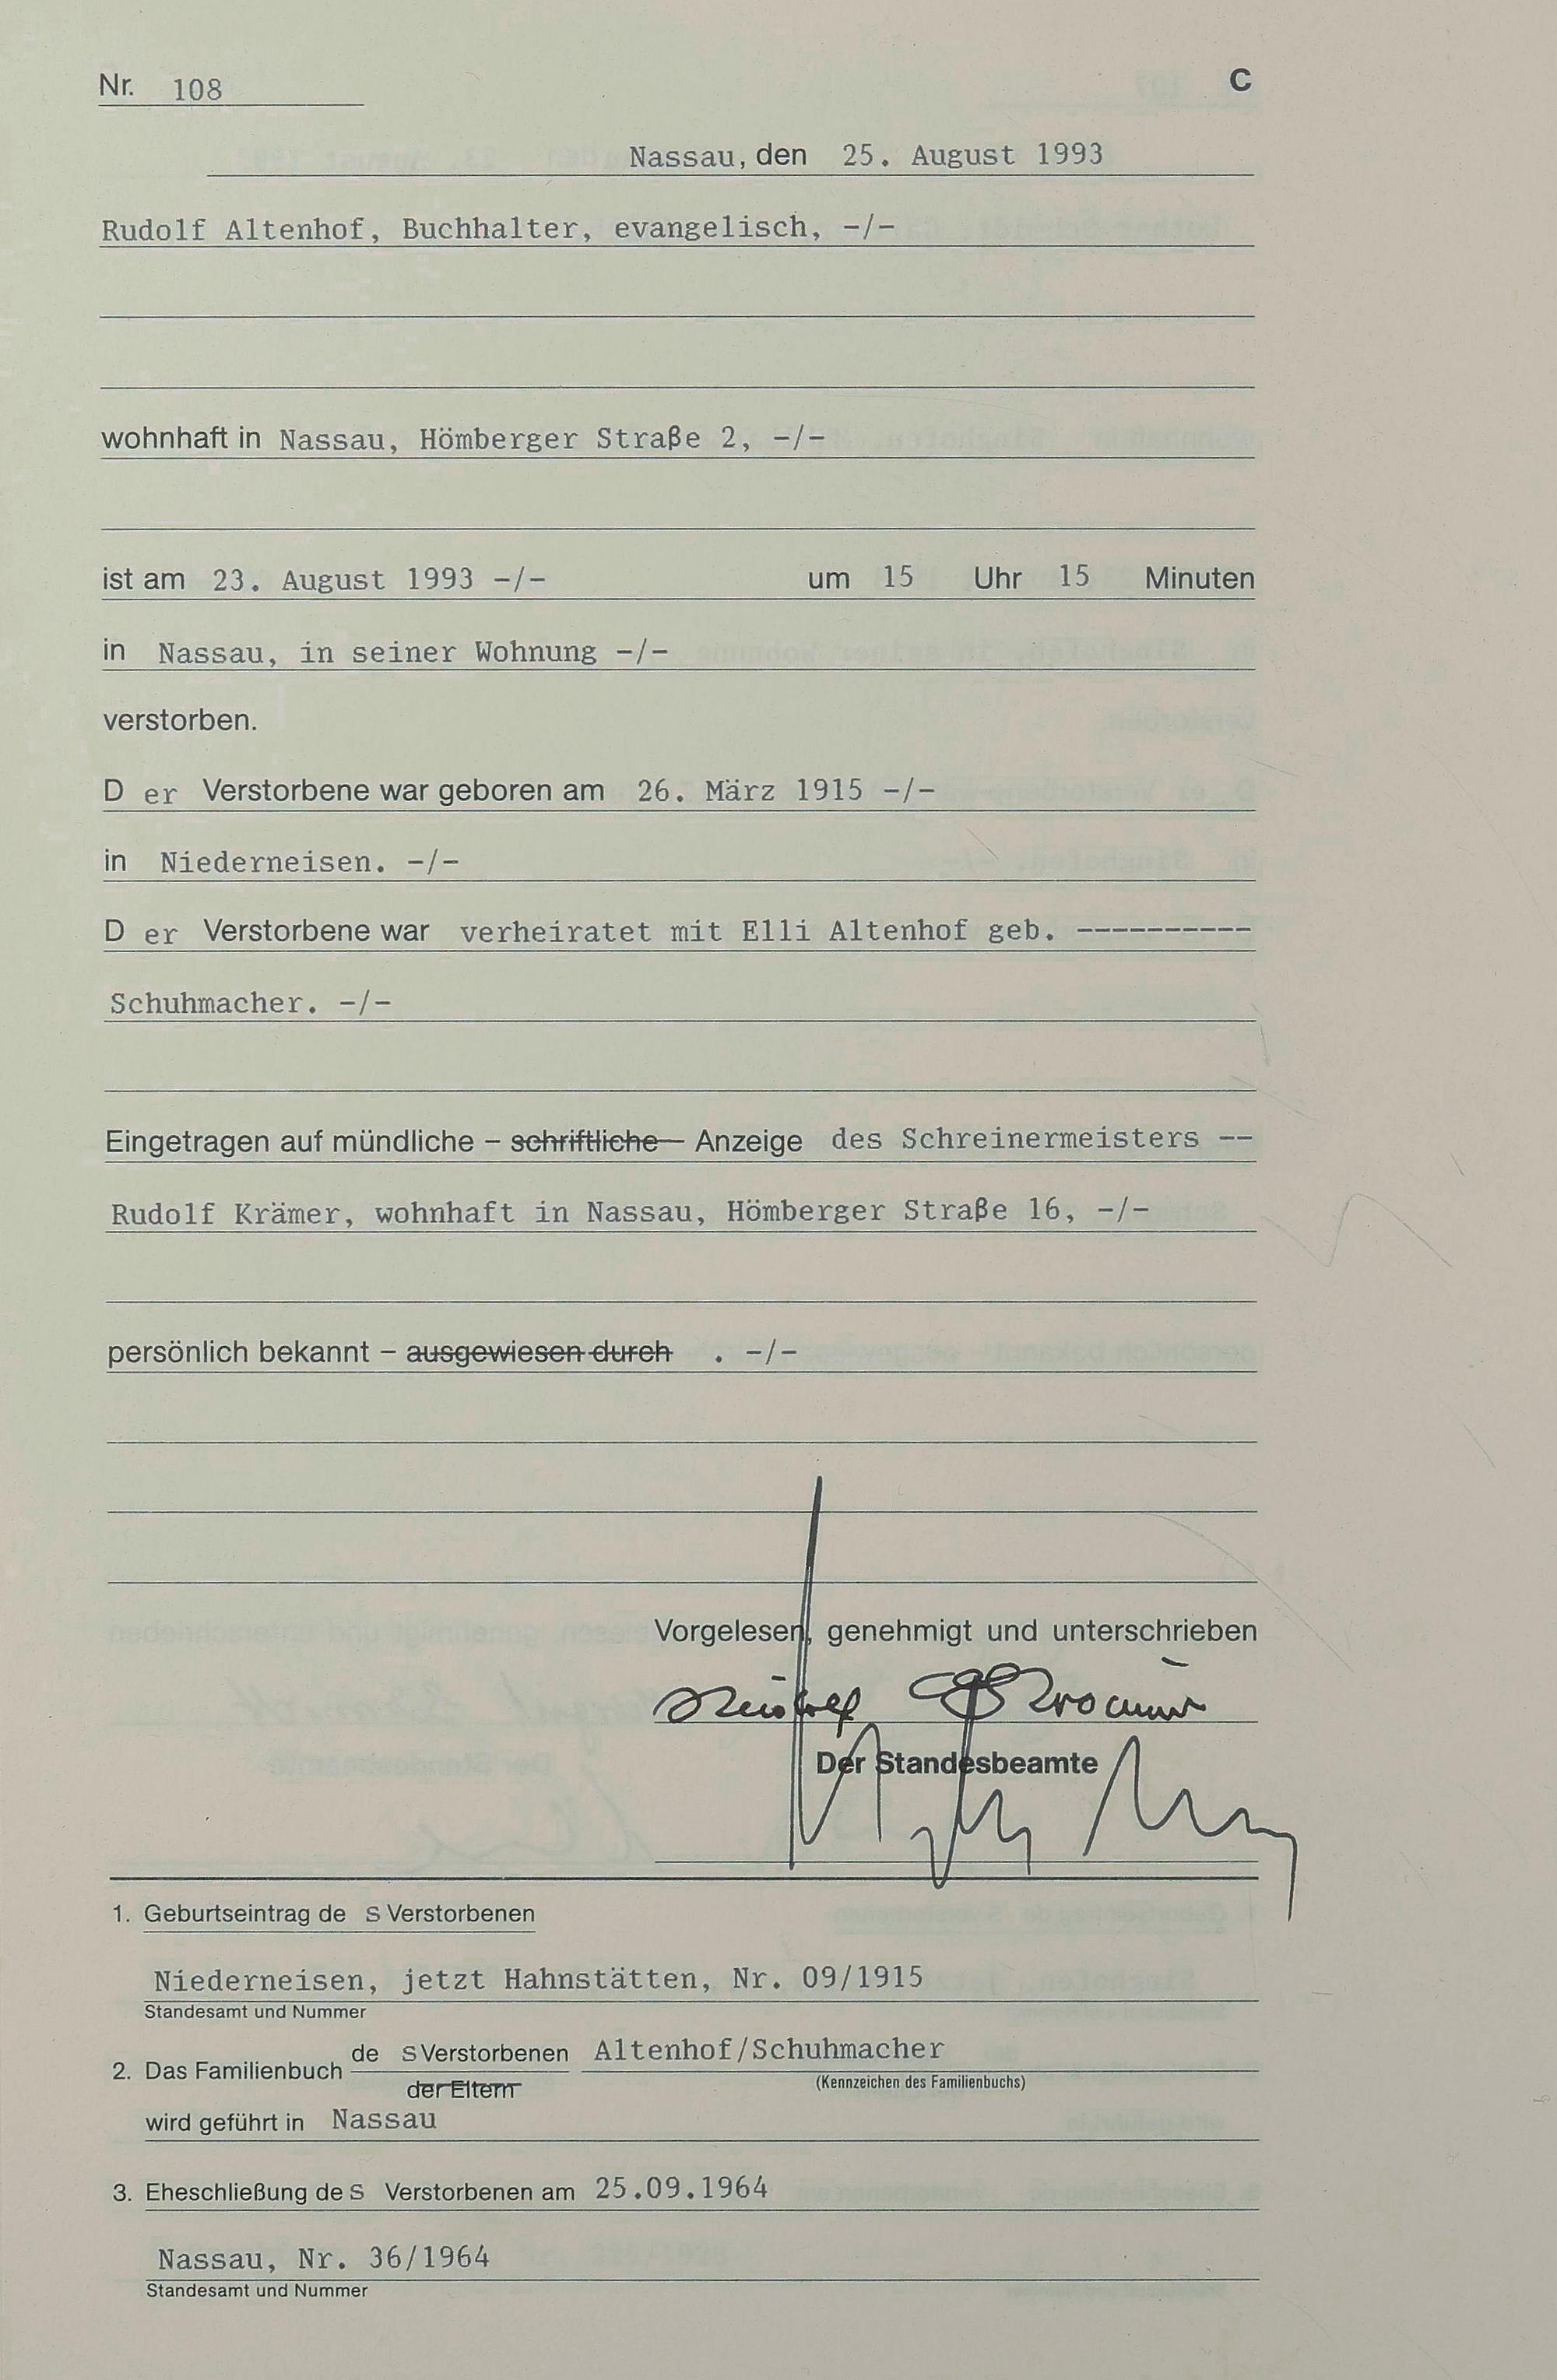 Nr. 108 C
Nassau, den 25. August 1993
Rudolf Altenhof, Buchhalter, evangelisch, -/-
wohnhaft in Nassau, Hömberger Straße 2, -/-
ist am 23. August 1993 -/- um 15 Uhr 15 Minuten
in Nassau, in seiner Wohnung -/-
verstorben.
D er Verstorbene war geboren am 26. März 1915 -/-
in Niederneisen. -/-
D er Verstorbene war verheiratet mit Elli Altenhof geb. ----------
Schuhmacher. -/-
Eingetragen auf mündliche – schriftliche – Anzeige des Schreinermeisters --
Rudolf Krämer, wohnhaft in Nassau, Hömberger Straße 16, -/-
persönlich bekannt – ausgewiesen durch . -/-
Vorgelesen, genehmigt und unterschrieben
Rudolf
Der Standesbeamte
1. Geburtseintrag de s Verstorbenen
Niederneisen, jetzt Hahnstätten, Nr. 09/1915
Standesamt und Nummer
2. Das Familienbuch de s Verstorbenen Altenhof/Schuhmacher
der Eltern (Kennzeichen des Familienbuchs)
wird geführt in Nassau
3. Eheschließung de s Verstorbenen am 25.09.1964
Nassau, Nr. 36/1964
Standesamt und Nummer